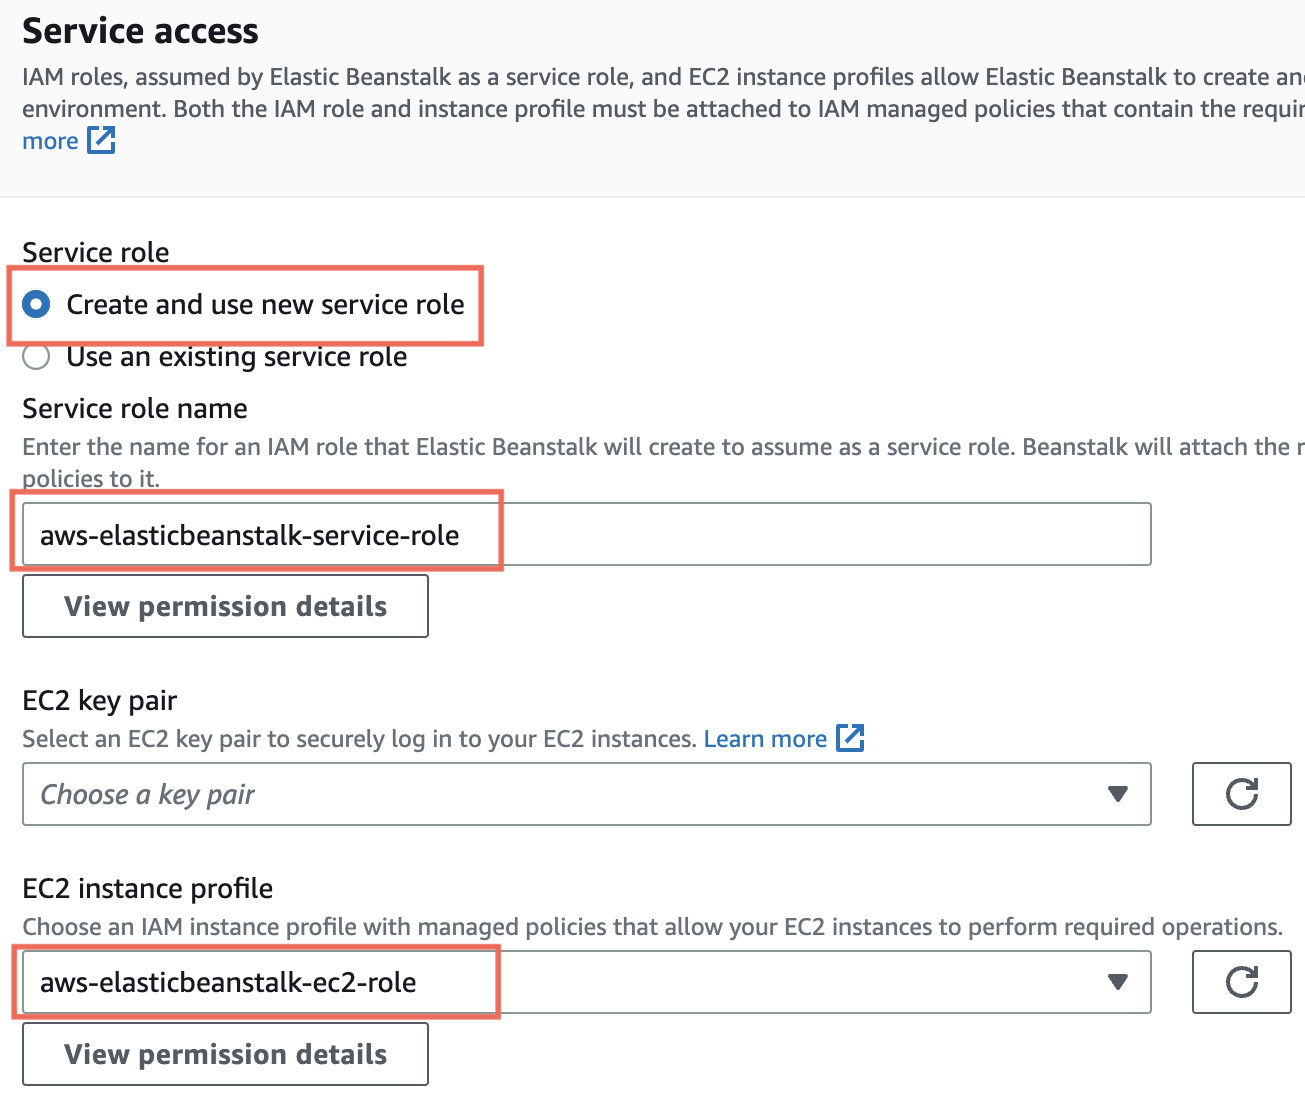 Service access
IAM roles, assumed by Elastic Beanstalk as a service role, and EC2 instance profiles allow Elastic Beanstalk to create
environment. Both the IAM role and instance profile must be attached to IAM managed policies that contain the
more
Service role
Create and use new service role
Use an existing service role
Service role name
Enter the name for an IAM role that Elastic Beanstalk will create to assume as a service role. Beanstalk will attach the
policies to it.
aws-elasticbeanstalk-service-role
View permission details
EC2 key pair
Select an EC2 key pair to securely log in to your EC2 instances. Learn more
Choose a key pair
EC2 instance profile
Choose an IAM instance profile with managed policies that allow your EC2 instances to perform required operations.
aws-elasticbeanstalk-ec2-role
View permission details